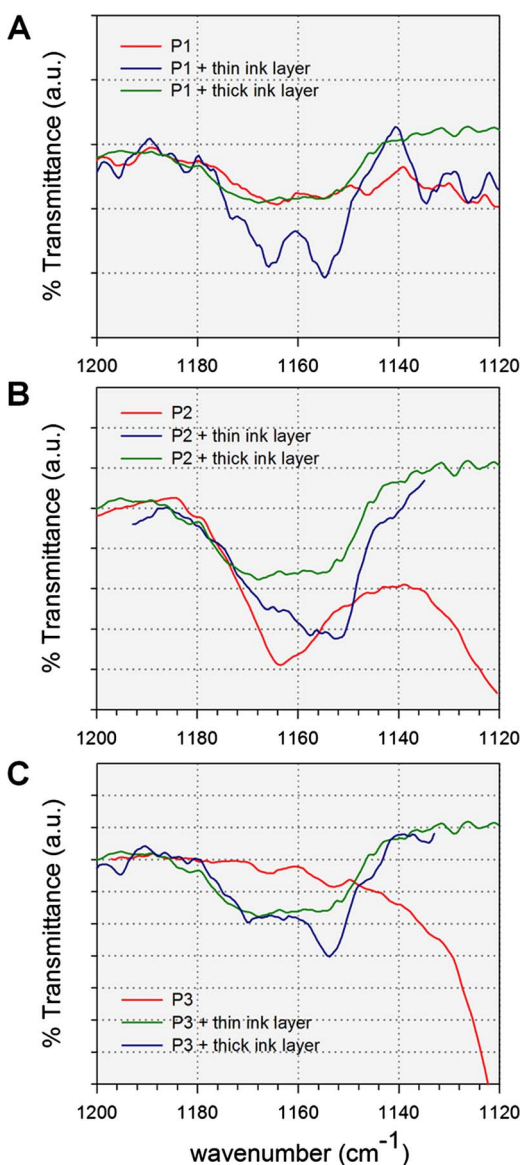 A
P1
P1 + thin ink layer
P1 + thick ink layer
% Transmittance (a.u.)
1200 1180 1160 1140 1120
B
P2
P2 + thin ink layer
P2 + thick ink layer
% Transmittance (a.u.)
1200 1180 1160 1140 1120
C
P3
P3 + thin ink layer
P3 + thick ink layer
% Transmittance (a.u.)
1200 1180 1160 1140 1120
wavenumber (cm⁻¹)